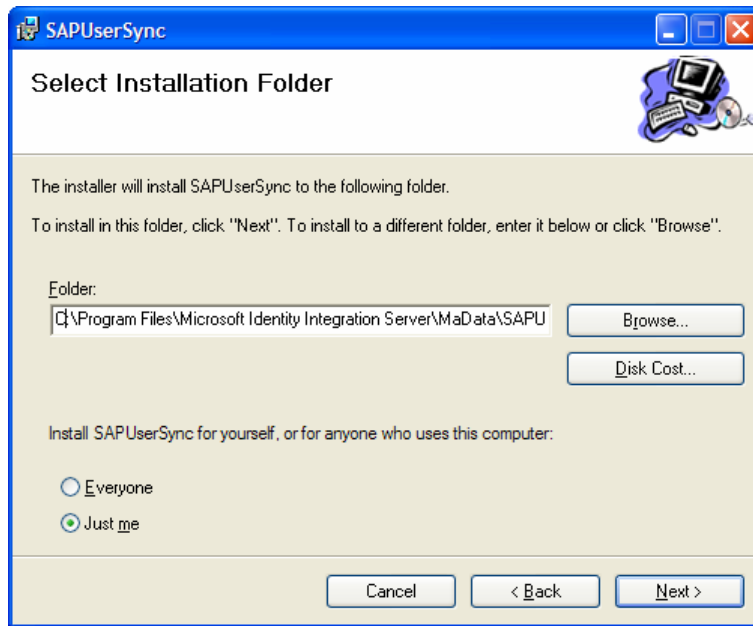 SAPUserSync
Select Installation Folder
The installer will install SAPUserSync to the following folder.
To install in this folder, click "Next". To install to a different folder, enter it below or click "Browse".
Folder:
C:\Program Files\Microsoft Identity Integration Server\MaData\SAPU
Browse...
Disk Cost...
Install SAPUserSync for yourself, or for anyone who uses this computer:
Everyone
Just me
Cancel
< Back
Next >